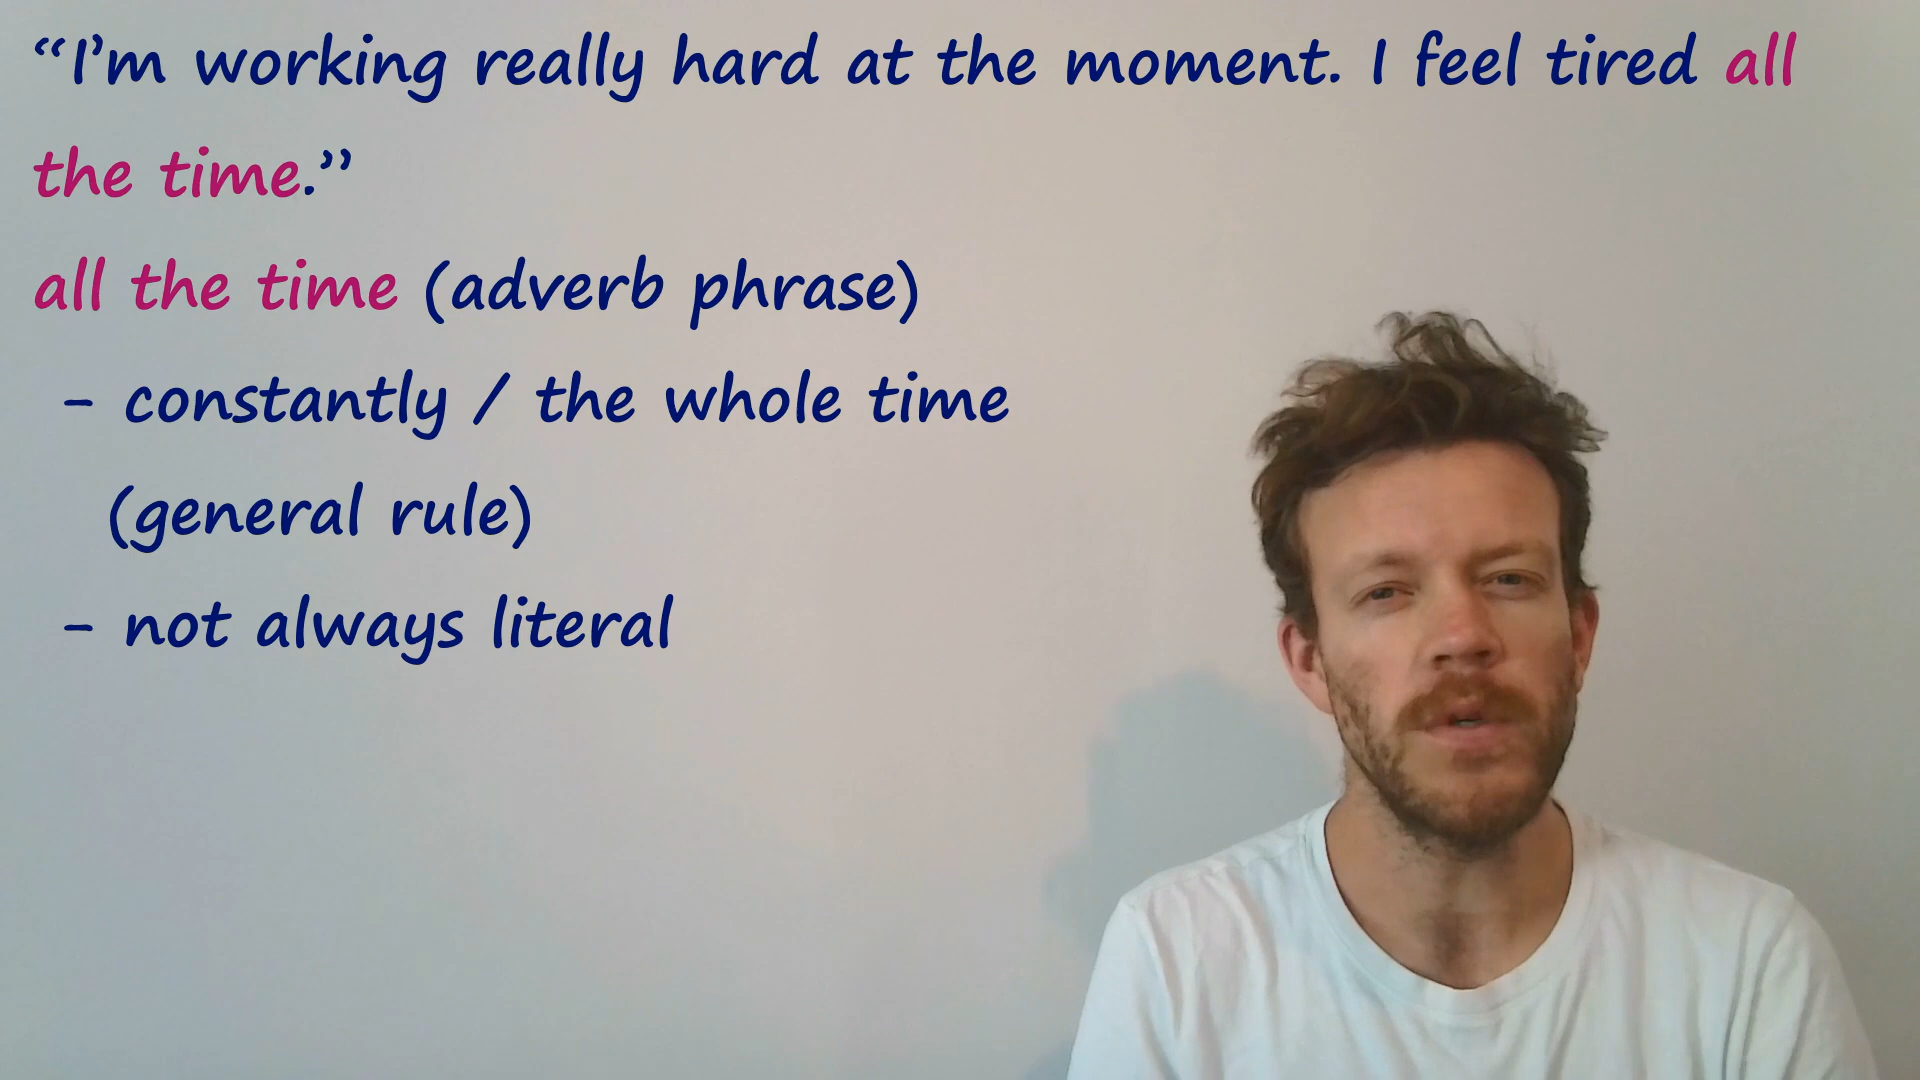 “I’m working really hard at the moment. I feel tired all
the time.”
all the time (adverb phrase)
- constantly / the whole time
(general rule)
- not always literal